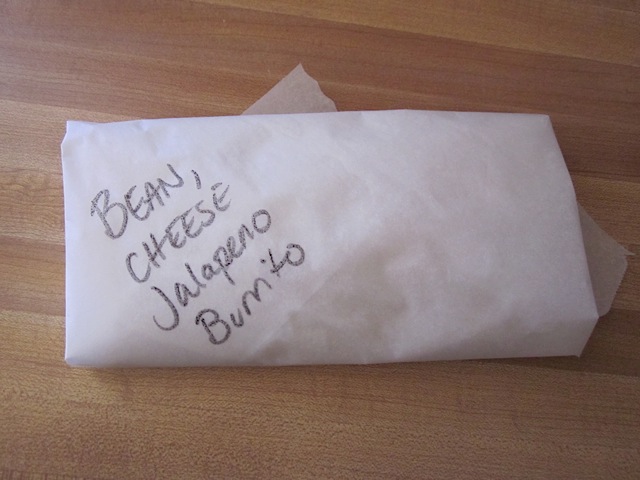 BEAN,
CHEESE
Jalapeno
Burrito